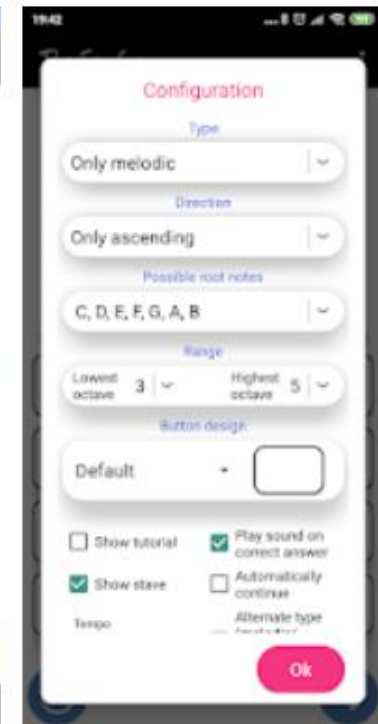 19:42
Configuration
Type
Only melodic
Direction
Only ascending
Possible root notes
C, D, E, F, G, A, B
Range
Lowest octave 3 Highest octave 5
Button design
Default
Show tutorial
Play sound on correct answer
Show stave
Automatically continue
Tempo
Alternate type
Ok